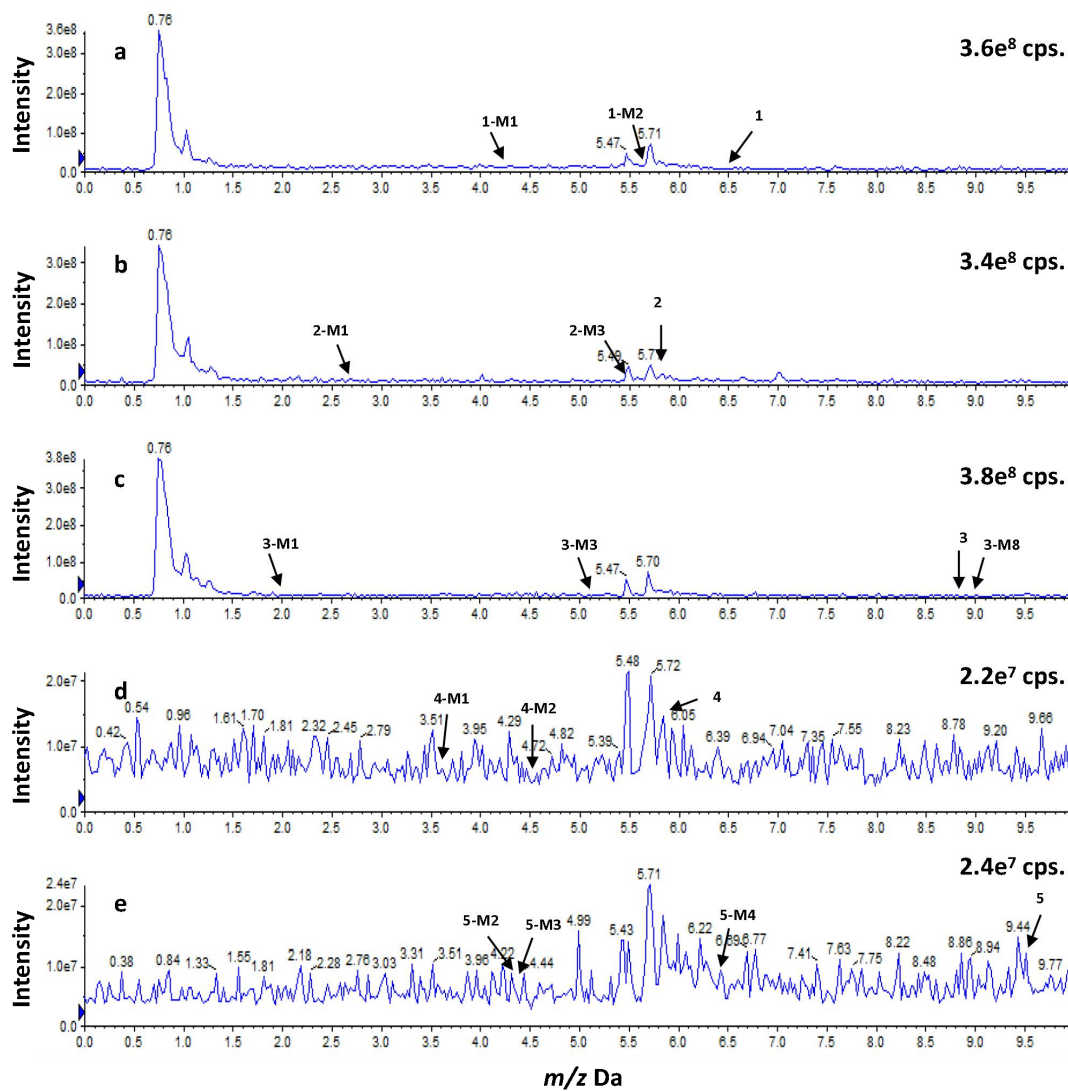 3.6e8
0.76
a
3.6e⁸ cps.
3.0e8
Intensity
2.0e8
1-M1
1-M2
1
1.0e8
5.47
5.71
0.0
0.0 0.5 1.0 1.5 2.0 2.5 3.0 3.5 4.0 4.5 5.0 5.5 6.0 6.5 7.0 7.5 8.0 8.5 9.0 9.5
0.76
b
3.4e⁸ cps.
3.0e8
Intensity
2.0e8
2-M1
2-M3
2
1.0e8
5.49
5.7
0.0
0.0 0.5 1.0 1.5 2.0 2.5 3.0 3.5 4.0 4.5 5.0 5.5 6.0 6.5 7.0 7.5 8.0 8.5 9.0 9.5
3.8e8
0.76
c
3.8e⁸ cps.
3.0e8
Intensity
2.0e8
3-M1
3-M3
3
3-M8
1.0e8
5.47
5.70
0.0
0.0 0.5 1.0 1.5 2.0 2.5 3.0 3.5 4.0 4.5 5.0 5.5 6.0 6.5 7.0 7.5 8.0 8.5 9.0 9.5
2.2e⁷ cps.
d
2.0e7
Intensity
5.48 5.72
4-M1
4-M2
4
0.42 0.54 0.96 1.61 1.70 1.81 2.32 2.45 2.79 3.51 3.95 4.29 4.72 4.82 5.39 6.05 6.39 6.94 7.04 7.35 7.55 8.23 8.48 8.78 9.20 9.66
1.0e7
0.0
0.0 0.5 1.0 1.5 2.0 2.5 3.0 3.5 4.0 4.5 5.0 5.5 6.0 6.5 7.0 7.5 8.0 8.5 9.0 9.5
2.4e⁷ cps.
2.4e7
e
2.0e7
Intensity
5.71
5-M2
5-M3
5-M4
5
0.38 0.84 1.33 1.55 1.81 2.18 2.28 2.76 3.03 3.31 3.51 3.96 4.22 4.44 4.99 5.43 6.22 6.69 6.77 7.41 7.63 7.75 8.22 8.48 8.86 8.94 9.44 9.77
1.0e7
0.0
0.0 0.5 1.0 1.5 2.0 2.5 3.0 3.5 4.0 4.5 5.0 5.5 6.0 6.5 7.0 7.5 8.0 8.5 9.0 9.5
m/z Da